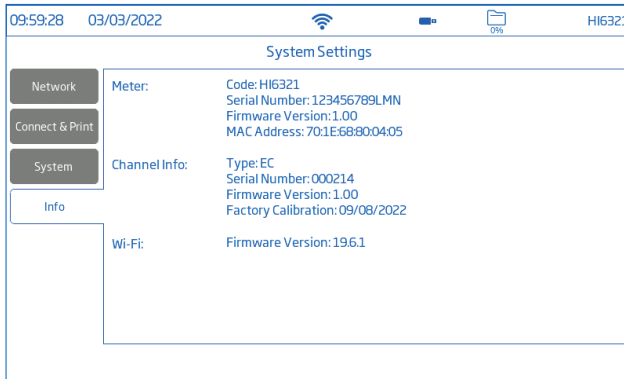 09:59:28 03/03/2022 0% HI6321
System Settings
Network
Connect & Print
System
Info
Meter: Code: HI6321
Serial Number: 123456789LMN
Firmware Version: 1.00
MAC Address: 70:1E:68:80:04:05
Channel Info: Type: EC
Serial Number: 000214
Firmware Version: 1.00
Factory Calibration: 09/08/2022
Wi-Fi: Firmware Version: 19.6.1